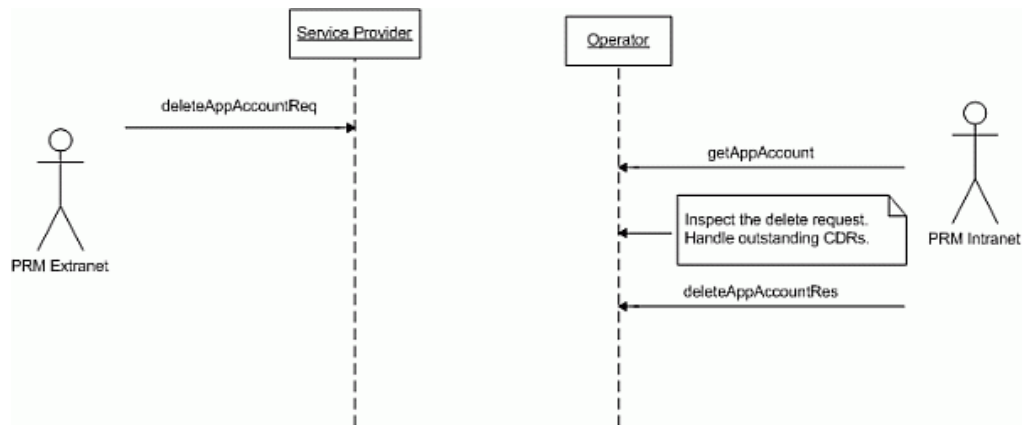 Service Provider
Operator
deleteAppAccountReq
getAppAccount
Inspect the delete request.
Handle outstanding CDRs.
PRM Intranet
PRM Extranet
deleteAppAccountRes